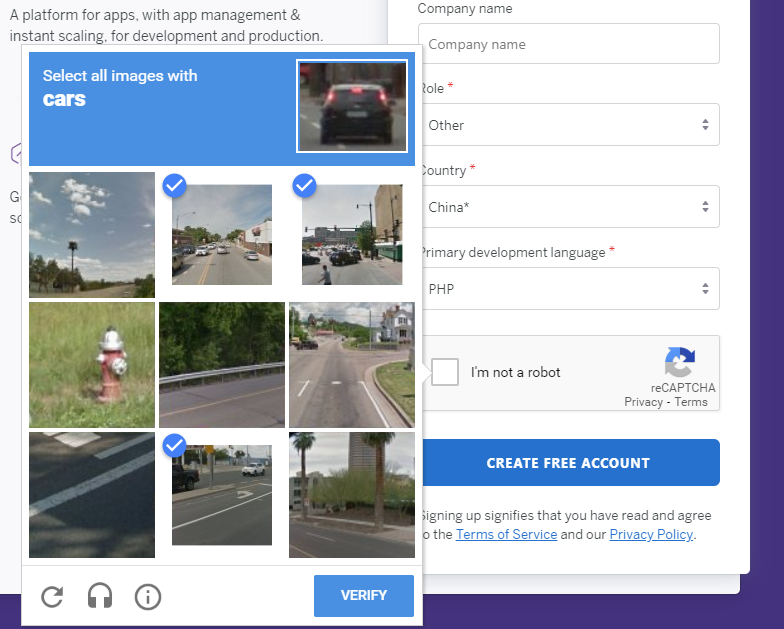 A platform for apps, with app management &
instant scaling, for development and production.
Select all images with
cars
VERIFY
Company name
Company name
Role *
Other
Country *
China*
Primary development language *
PHP
I'm not a robot
reCAPTCHA
Privacy - Terms
CREATE FREE ACCOUNT
Signing up signifies that you have read and agree
to the Terms of Service and our Privacy Policy.